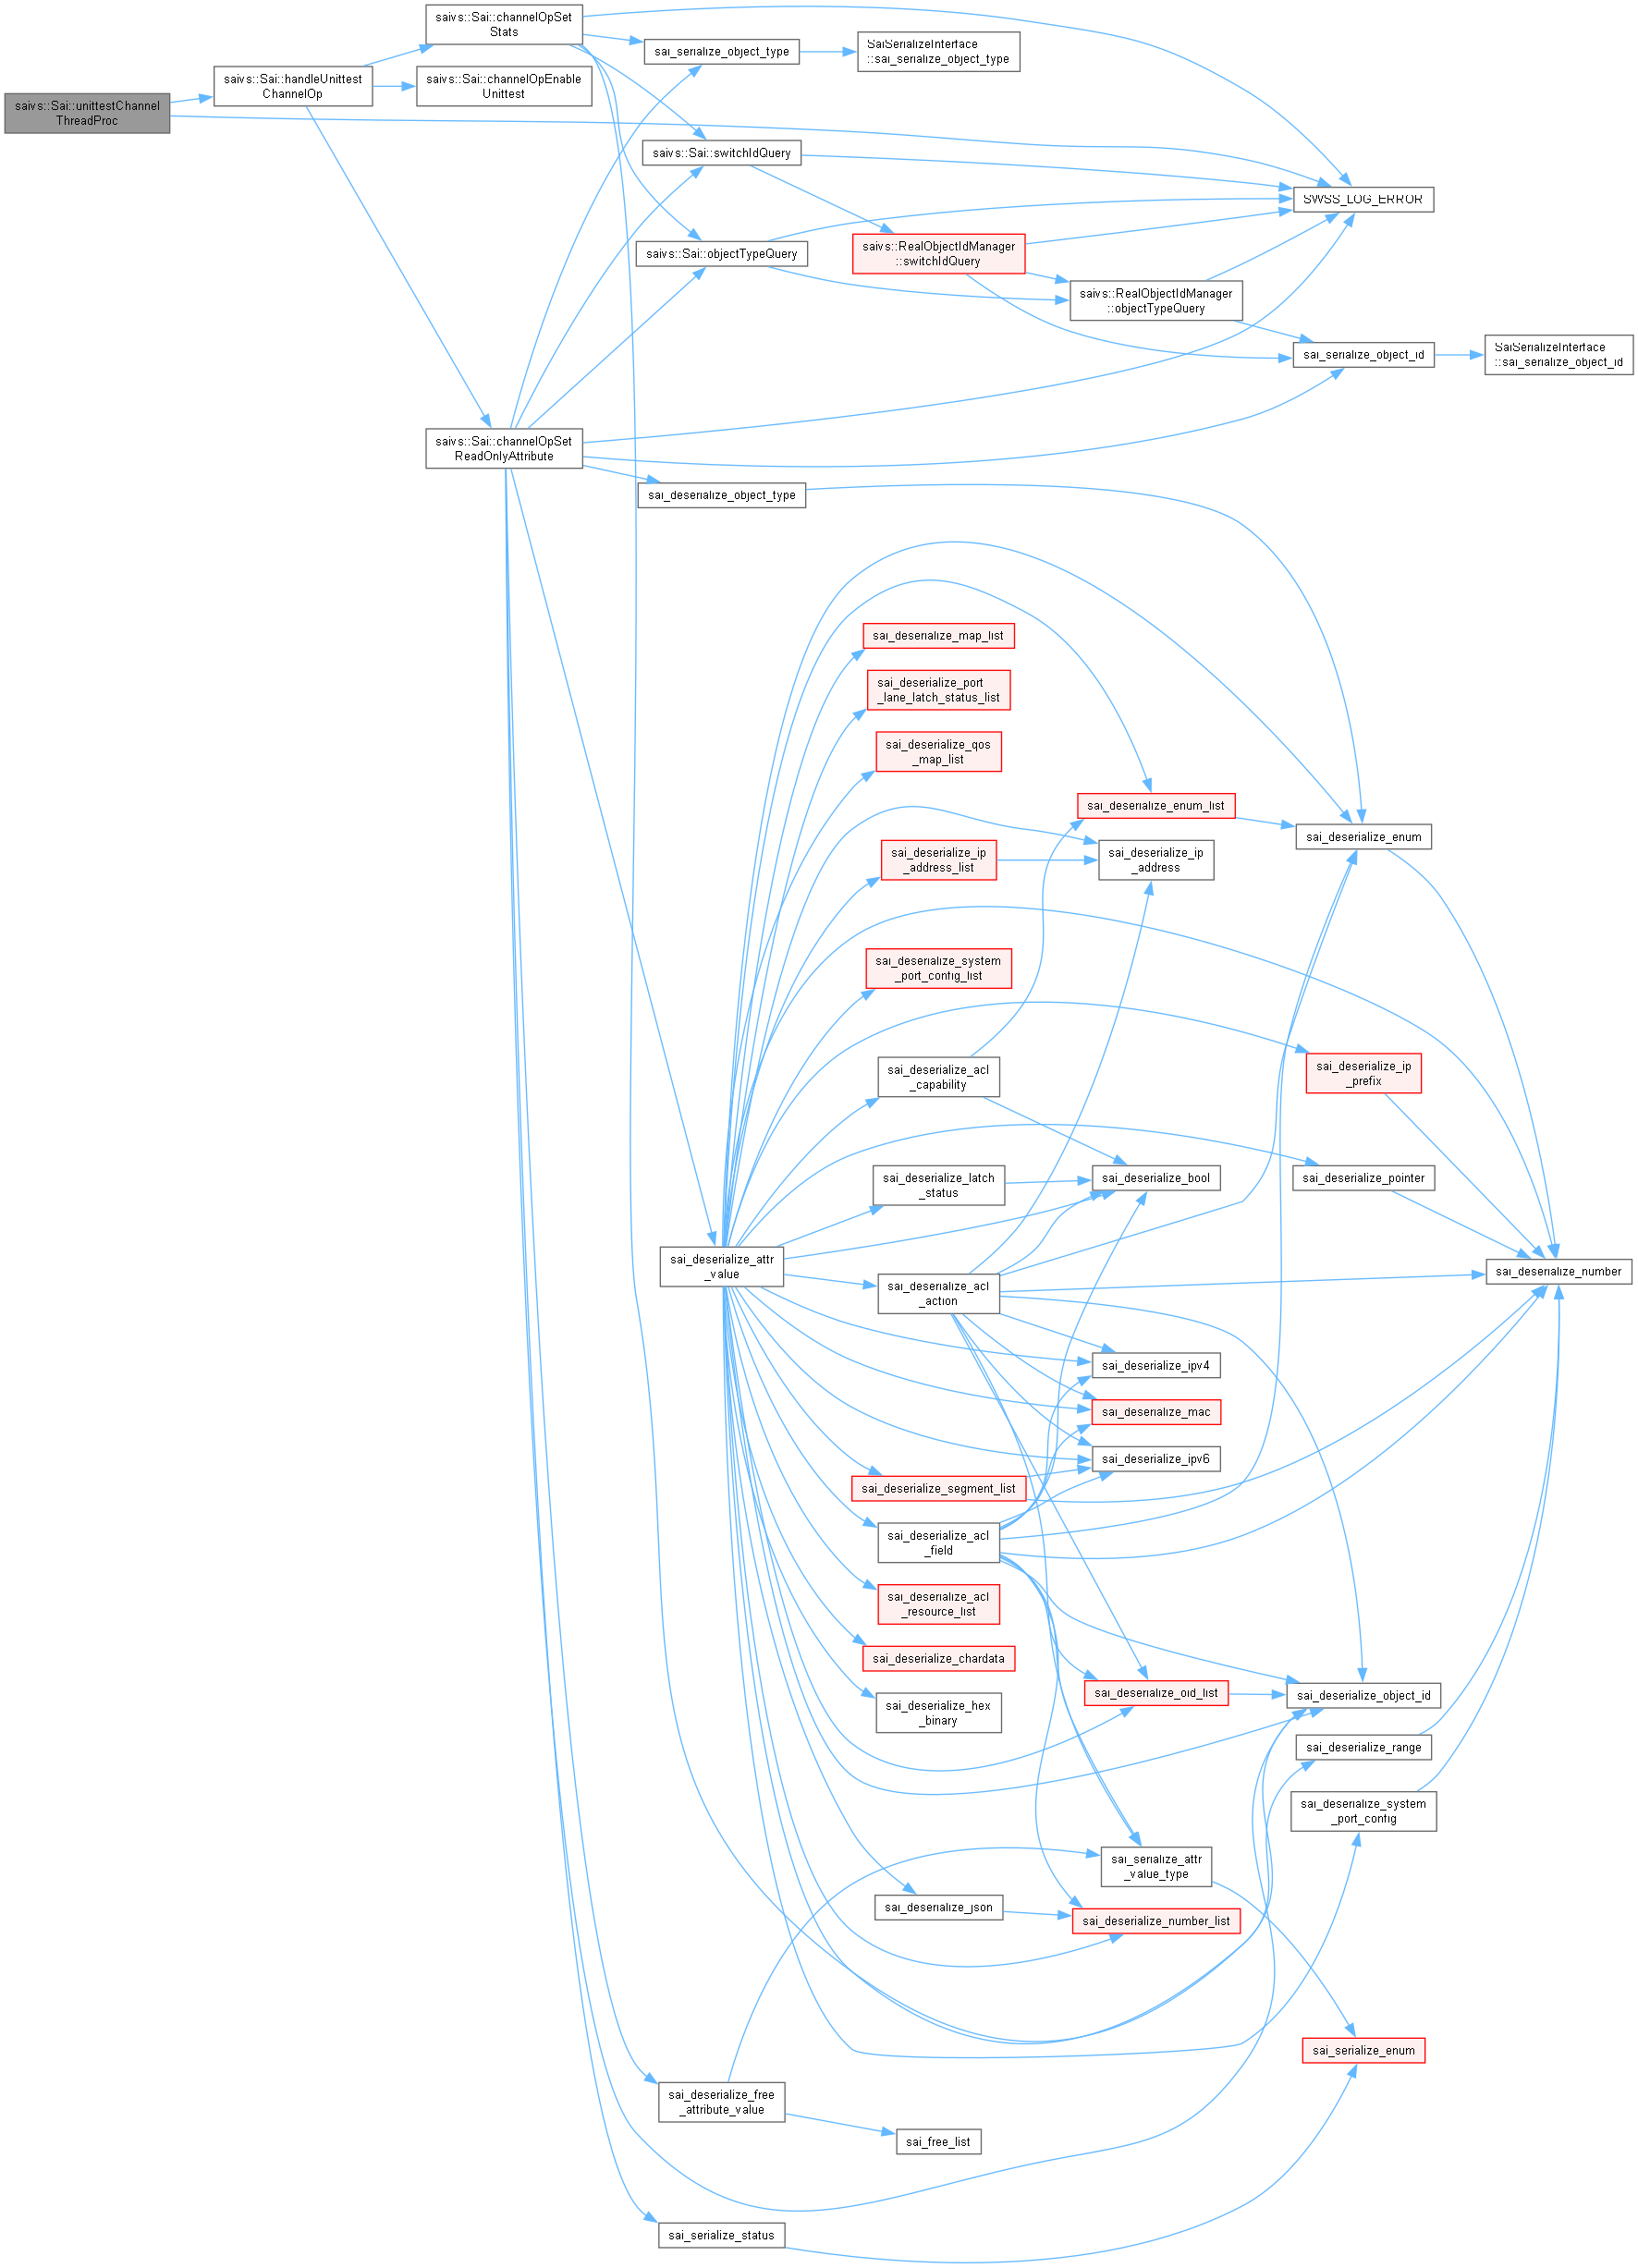 saivs::Sai::channelOpSet
Stats
sai_serialize_object_type
SaiSerializeInterface
::sai_serialize_object_type
saivs::Sai::handleUnittest
ChannelOp
saivs::Sai::channelOpEnable
Unittest
saivs::Sai::unittestChannel
ThreadProc
saivs::Sai::switchIdQuery
SWSS_LOG_ERROR
saivs::Sai::objectTypeQuery
saivs::RealObjectIdManager
::switchIdQuery
saivs::RealObjectIdManager
::objectTypeQuery
sai_serialize_object_id
SaiSerializeInterface
::sai_serialize_object_id
saivs::Sai::channelOpSet
ReadOnlyAttribute
sai_deserialize_object_type
sai_deserialize_map_list
sai_deserialize_port
_lane_latch_status_list
sai_deserialize_qos
_map_list
sai_deserialize_enum_list
sai_deserialize_enum
sai_deserialize_ip
_address_list
sai_deserialize_ip
_address
sai_deserialize_system
_port_config_list
sai_deserialize_acl
_capability
sai_deserialize_ip
_prefix
sai_deserialize_latch
_status
sai_deserialize_bool
sai_deserialize_pointer
sai_deserialize_attr
_value
sai_deserialize_acl
_action
sai_deserialize_number
sai_deserialize_ipv4
sai_deserialize_mac
sai_deserialize_ipv6
sai_deserialize_segment_list
sai_deserialize_acl
_field
sai_deserialize_acl
_resource_list
sai_deserialize_chardata
sai_deserialize_hex
_binary
sai_deserialize_oid_list
sai_deserialize_object_id
sai_deserialize_range
sai_deserialize_system
_port_config
sai_serialize_attr
_value_type
sai_deserialize_json
sai_deserialize_number_list
sai_serialize_enum
sai_deserialize_free
_attribute_value
sai_free_list
sai_serialize_status